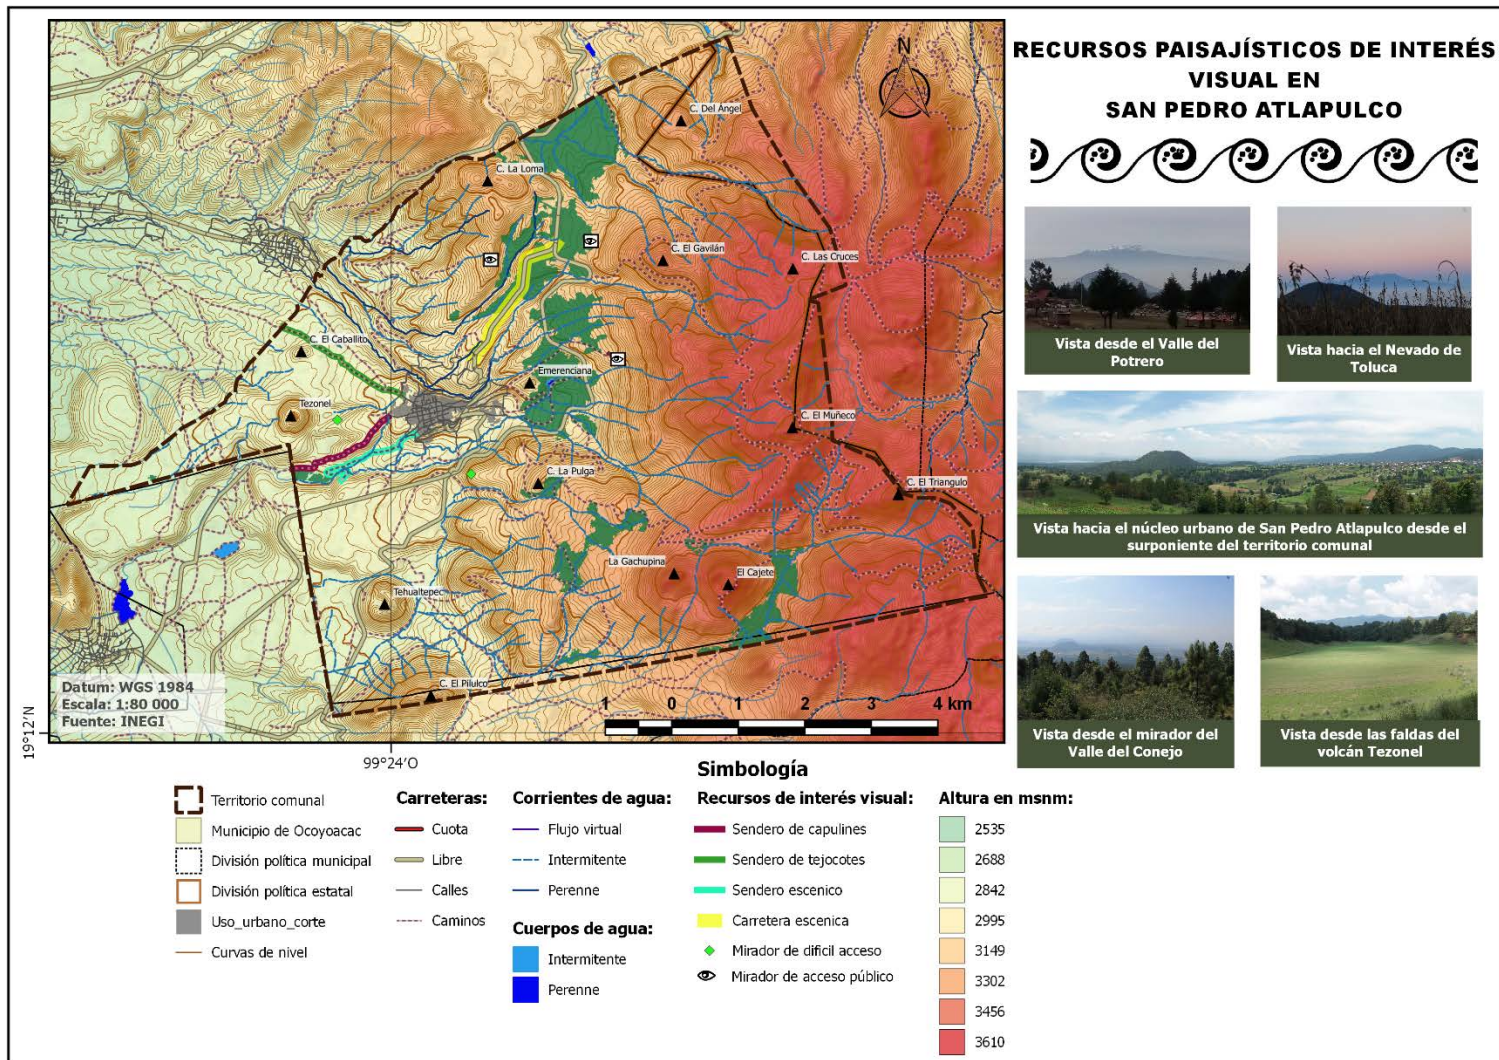 RECURSOS PAISAJÍSTICOS DE INTERÉS
VISUAL EN
SAN PEDRO ATLAPULCO
N
C. Del Ángel
C. La Loma
C. El Gavilán
C. Las Cruces
C. El Caballito
Emerenciana
Tezonel
C. El Muñeco
C. La Pulga
C. El Triangulo
La Gachupina
El Cajete
Tehualtepec
C. El Pilulco
Datum: WGS 1984
Escala: 1:80 000
Fuente: INEGI
1 0 1 2 3 4 km
19°12'N
99°24'O
Vista desde el Valle del
Potrero
Vista hacia el Nevado de
Toluca
Vista hacia el núcleo urbano de San Pedro Atlapulco desde el
surponiente del territorio comunal
Vista desde el mirador del
Valle del Conejo
Vista desde las faldas del
volcán Tezonel
Simbología
Territorio comunal
Municipio de Ocoyoacac
División política municipal
División política estatal
Uso_urbano_corte
Curvas de nivel
Carreteras:
Cuota
Libre
Calles
Caminos
Corrientes de agua:
Flujo virtual
Intermitente
Perenne
Cuerpos de agua:
Intermitente
Perenne
Recursos de interés visual:
Sendero de capulines
Sendero de tejocotes
Sendero escenico
Carretera escenica
Mirador de dificil acceso
Mirador de acceso público
Altura en msnm:
2535
2688
2842
2995
3149
3302
3456
3610